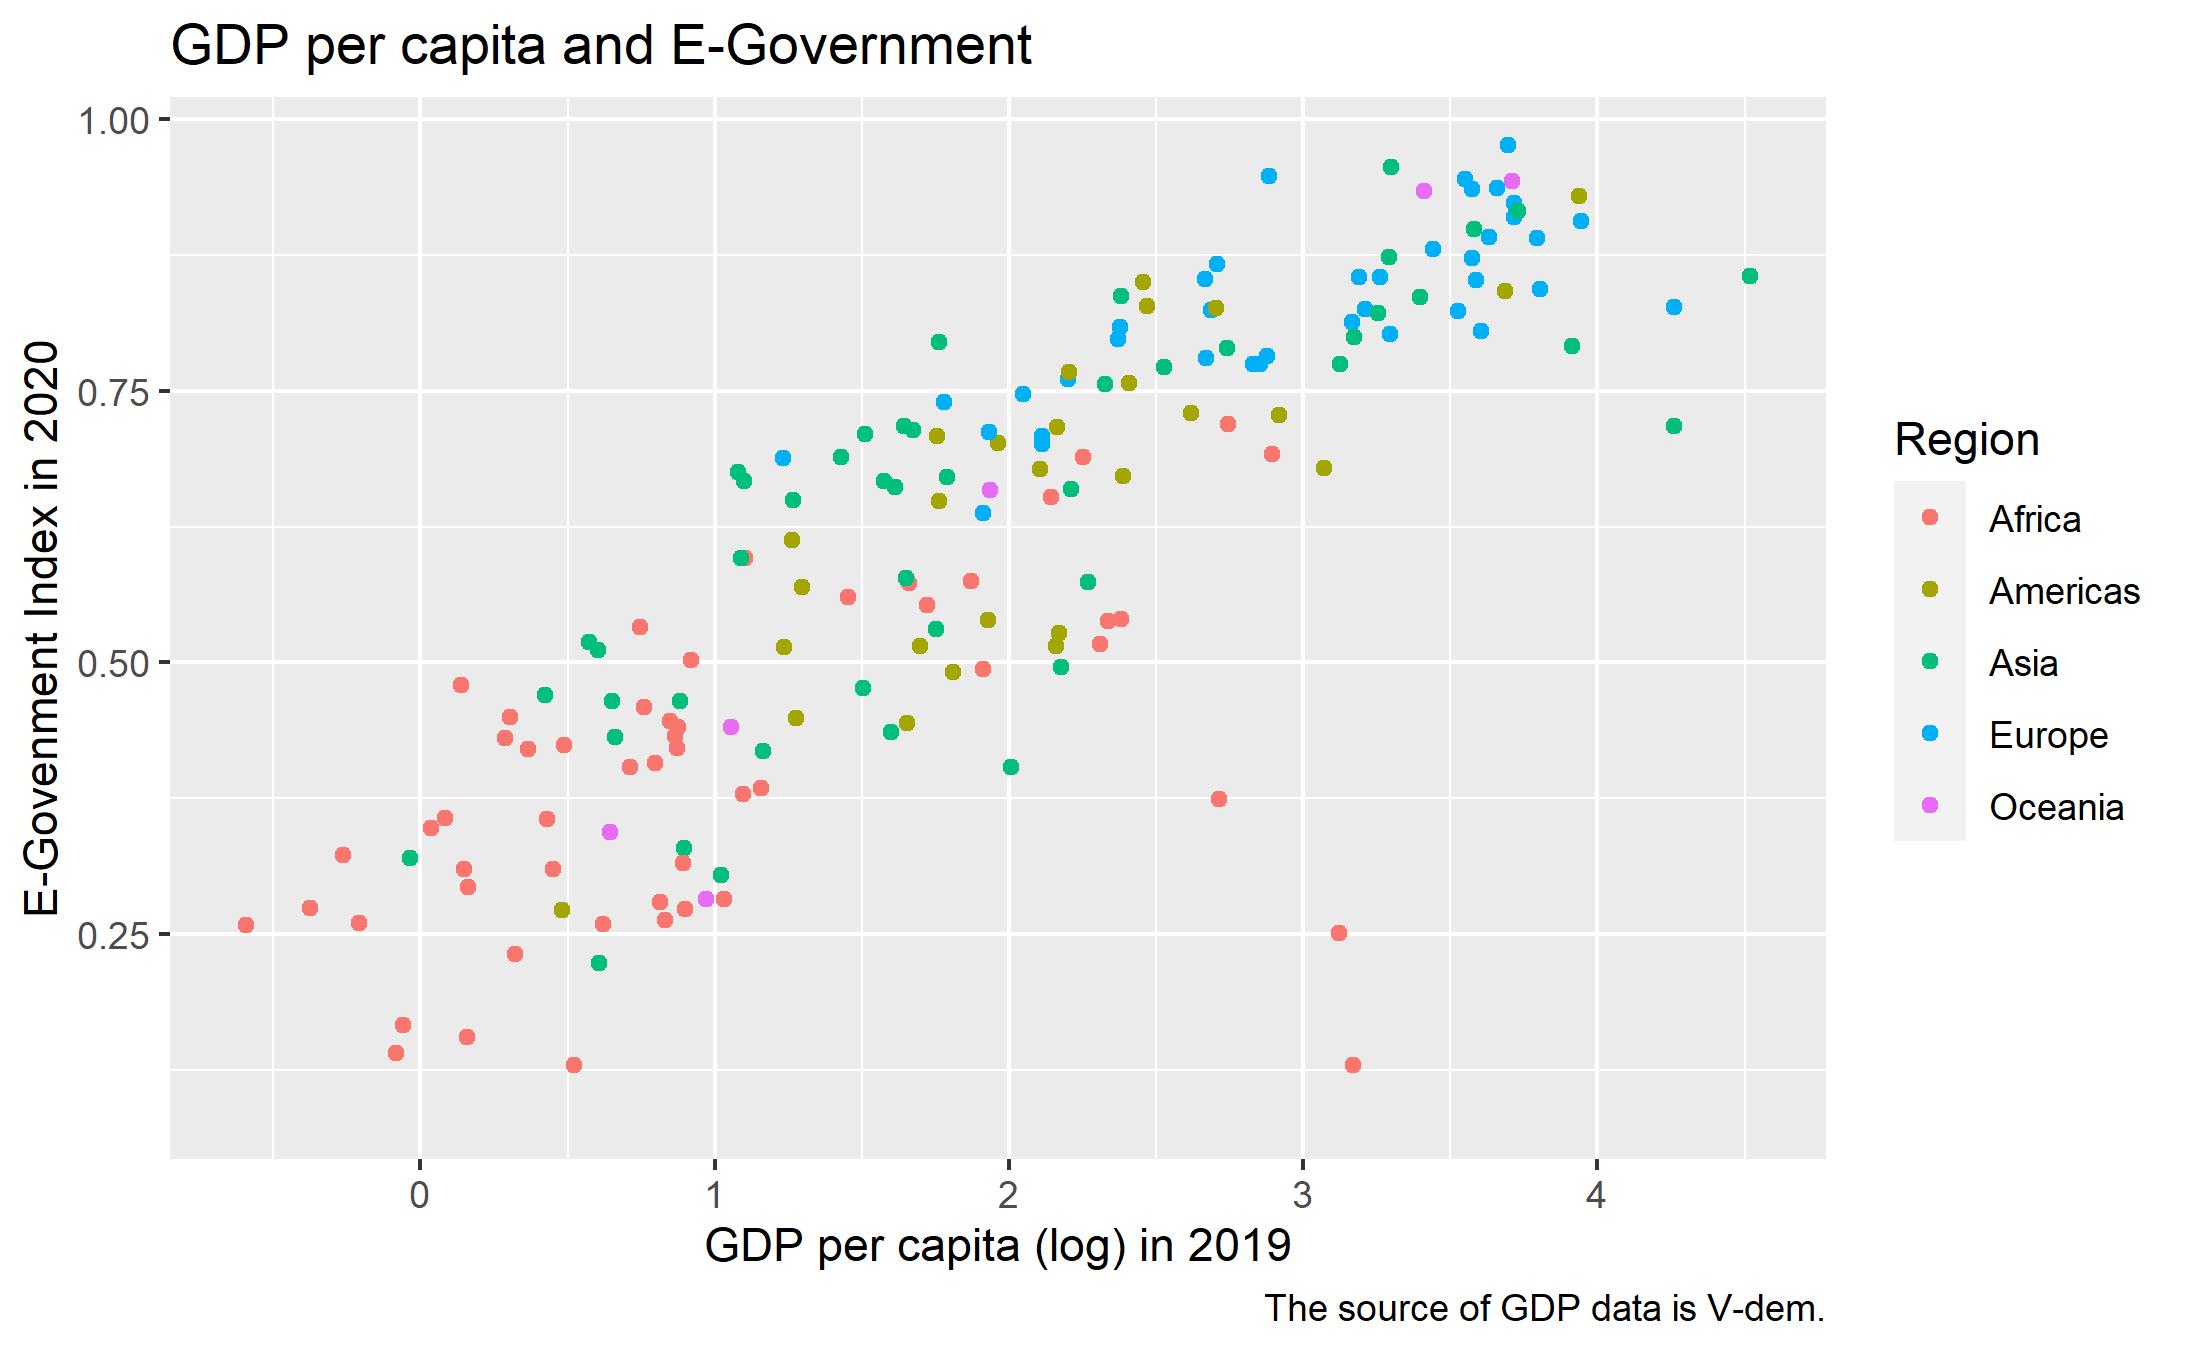 GDP per capita and E-Government
E-Government Index in 2020
1.00
0.75
0.50
0.25
0
1
2
3
4
GDP per capita (log) in 2019
The source of GDP data is V-dem.
Region
Africa
Americas
Asia
Europe
Oceania